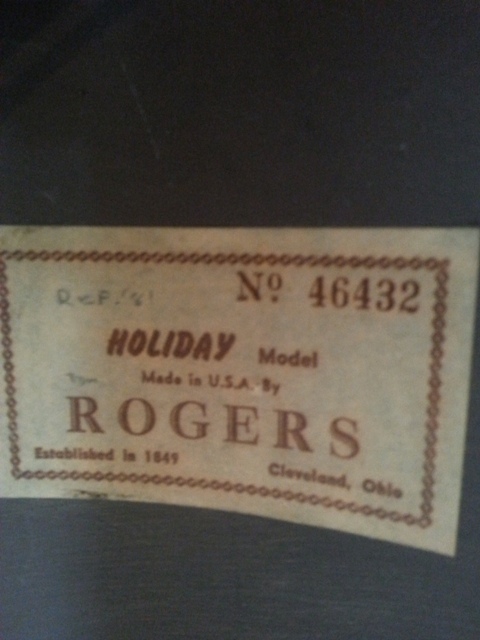 Nº 46432
HOLIDAY Model
Made in U.S.A. By
ROGERS
Established in 1849
Cleveland, Ohio